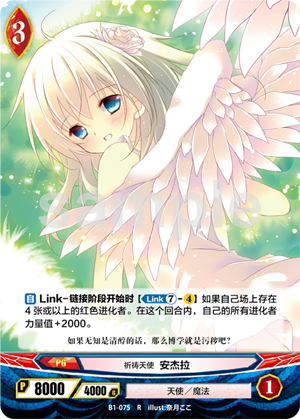 3
sample
自 Link-链接阶段开始时【Link 7-4】如果自己场上存在
4张或以上的红色进化者。在这个回合内，自己的所有进化者
力量值+2000。
如果无知是清醇的话，那么博学就是污秽吧？
PG
祈祷天使 安杰拉
P 8000 / 4000 G
天使／魔法
1
B1-075 R illust:奈月ここ